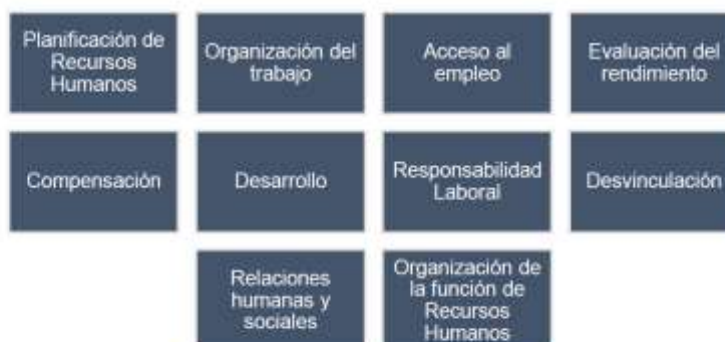 Planificación de
Recursos
Humanos
Organización del
trabajo
Acceso al
empleo
Evaluación del
rendimiento
Compensación
Desarrollo
Responsabilidad
Laboral
Desvinculación
Relaciones
humanas y
sociales
Organización de
la función de
Recursos
Humanos